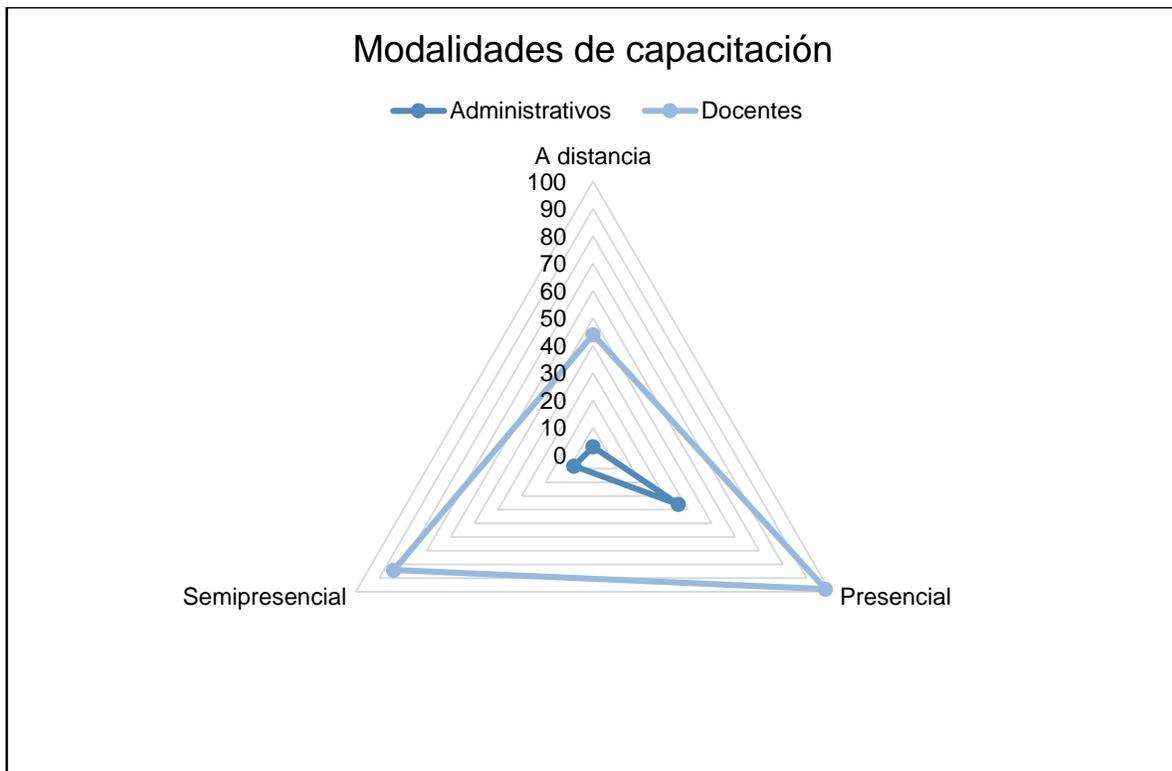 Modalidades de capacitación
Administrativos Docentes
A distancia
100
90
80
70
60
50
40
30
20
10
0
Semipresencial Presencial